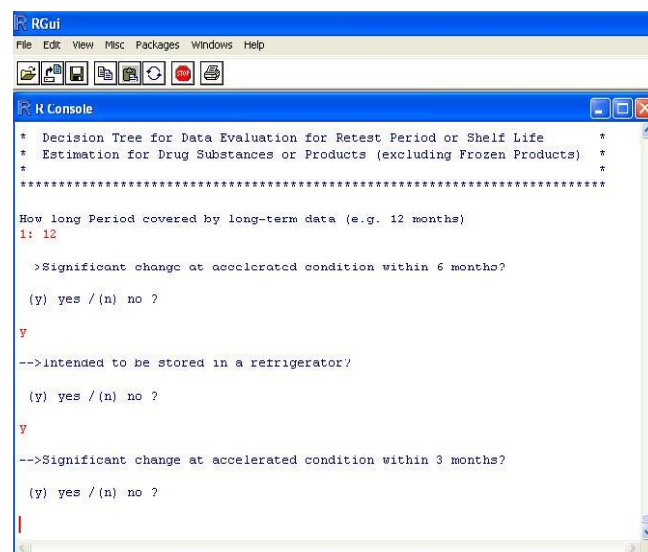 RGui
File Edit View Misc Packages Windows Help
STOP
R Console
* Decision Tree for Data Evaluation for Retest Period or Shelf Life *
* Estimation for Drug Substances or Products (excluding Frozen Products) *
* *
******************************************************************************
How long Period covered by long-term data (e.g. 12 months)
1: 12
>Significant change at accelerated condition within 6 months?
(y) yes /(n) no ?
y
-->Intended to be stored in a refrigerator?
(y) yes /(n) no ?
y
-->Significant change at accelerated condition within 3 months?
(y) yes /(n) no ?